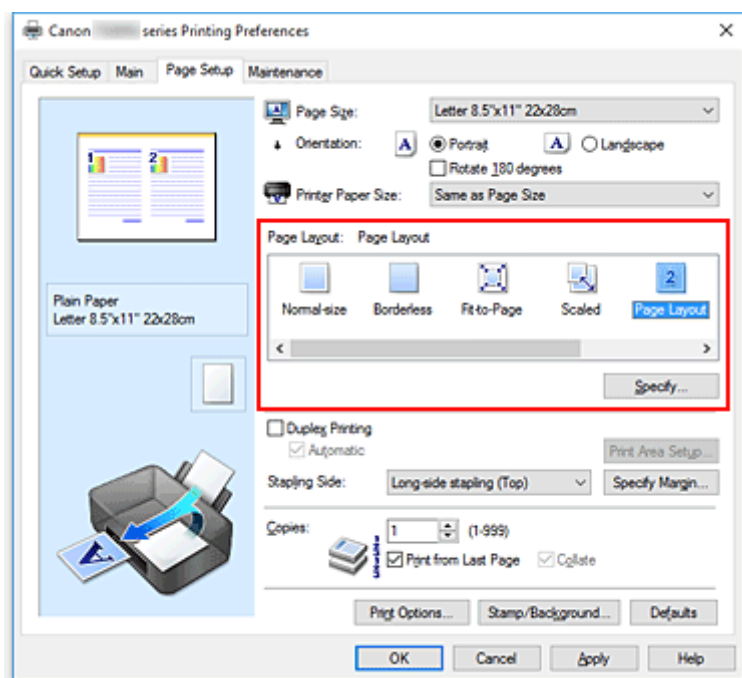 Canon series Printing Preferences
Quick Setup Main Page Setup Maintenance
Page Size: Letter 8.5"x11" 22x28cm
Orientation: A Portrait A Landscape
Rotate 180 degrees
Printer Paper Size: Same as Page Size
1 2
Page Layout: Page Layout
2
Normal-size Borderless Fit-to-Page Scaled Page Layout
Plain Paper
Letter 8.5"x11" 22x28cm
Specify...
Duplex Printing
Automatic Print Area Setup...
Stapling Side: Long-side stapling (Top) Specify Margin...
Copies: 1 (1-999)
Print from Last Page Collate
A
Print Options... Stamp/Background... Defaults
OK Cancel Apply Help